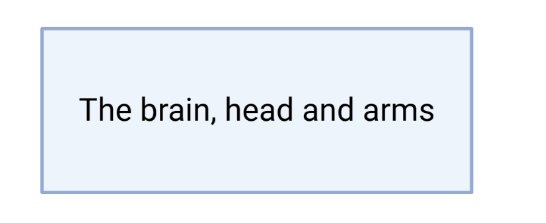 The brain, head and arms